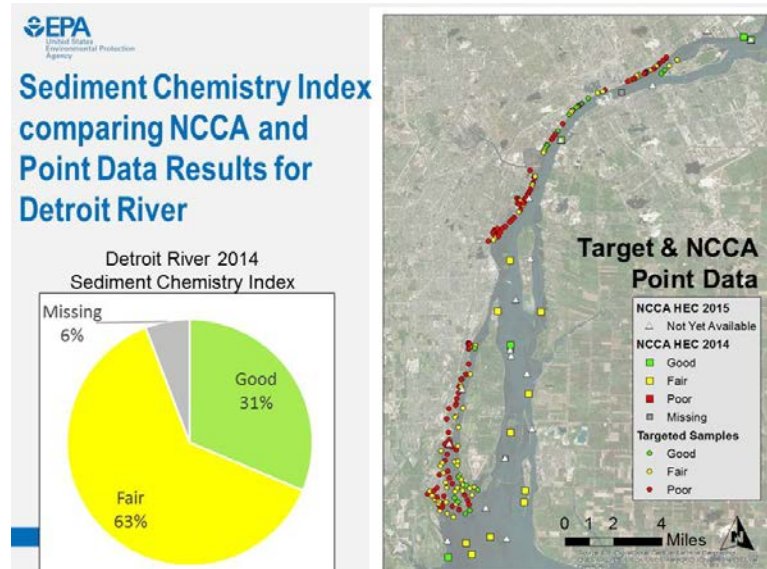 EPA
United States
Environmental Protection
Agency
Sediment Chemistry Index
comparing NCCA and
Point Data Results for
Detroit River
Detroit River 2014
Sediment Chemistry Index
Missing
6%
Good
31%
Fair
63%
Target & NCCA
Point Data
NCCA HEC 2015
Not Yet Available
NCCA HEC 2014
Good
Fair
Poor
Missing
Targeted Samples
Good
Fair
Poor
0 1 2 4
Miles
N